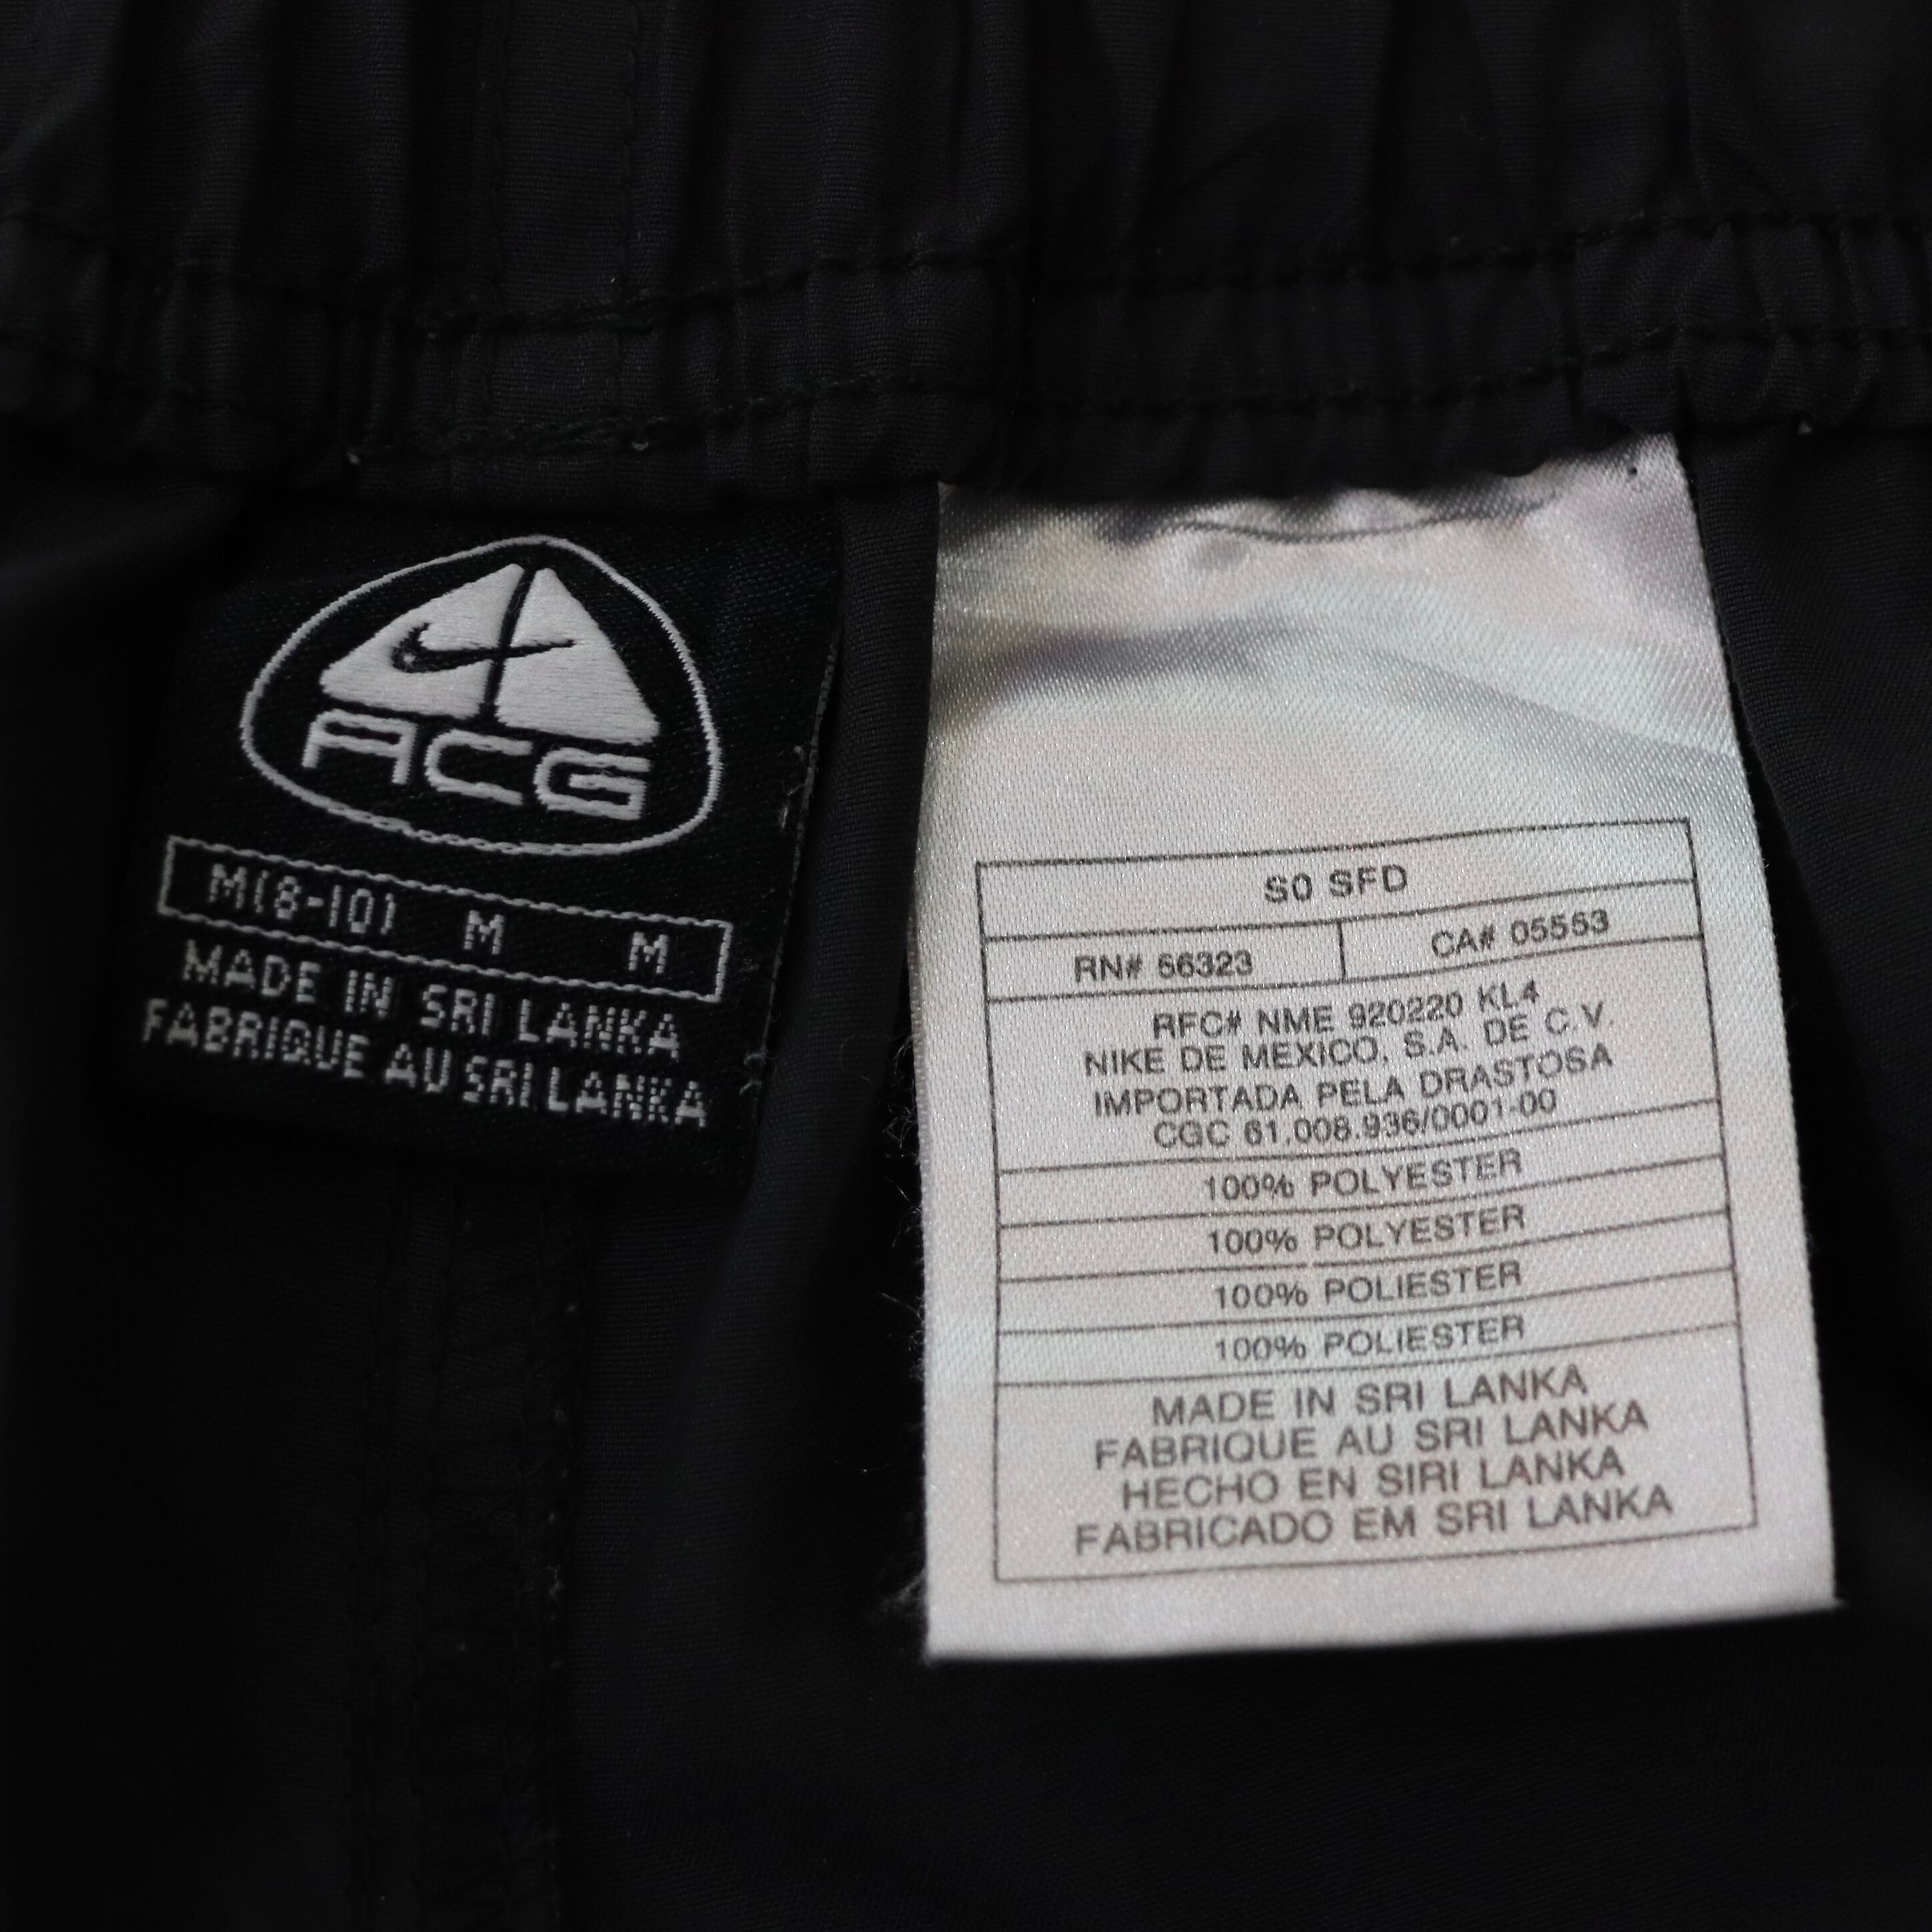 ACG
M(8-10) M M
MADE IN SRI LANKA
FABRIQUE AU SRI LANKA
S0 SFD
RN# 56323
CA# 05553
RFC# NME 920220 KL4
NIKE DE MEXICO, S.A. DE C.V.
IMPORTADA PELA DRASTOSA
CGC 61.008.936/0001-00
100% POLYESTER
100% POLYESTER
100% POLIESTER
100% POLIESTER
MADE IN SRI LANKA
FABRIQUE AU SRI LANKA
HECHO EN SIRI LANKA
FABRICADO EM SRI LANKA